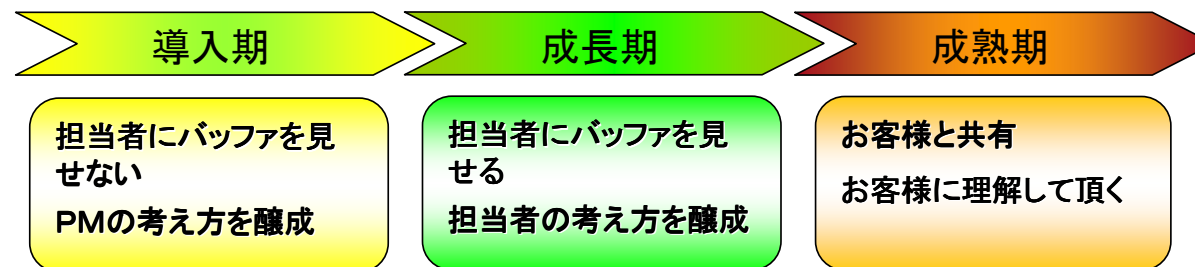 導入期
成長期
成熟期
担当者にバッファを見
せない
PMの考え方を醸成
担当者にバッファを見
せる
担当者の考え方を醸成
お客様と共有
お客様に理解して頂く